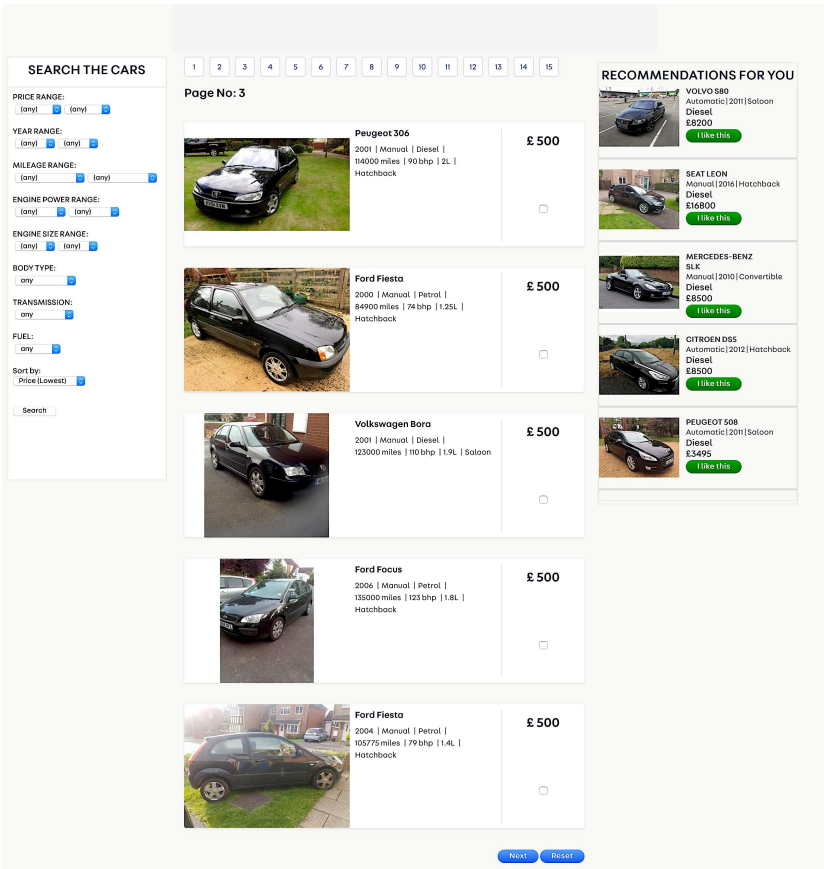 SEARCH THE CARS
PRICE RANGE:
(any) (any)
YEAR RANGE:
(any) (any)
MILEAGE RANGE:
(any) (any)
ENGINE POWER RANGE:
(any) (any)
ENGINE SIZE RANGE:
(any) (any)
BODY TYPE:
any
TRANSMISSION:
any
FUEL:
any
Sort by:
Price (Lowest)
Search
1 2 3 4 5 6 7 8 9 10 11 12 13 14 15
Page No: 3
Peugeot 306
2001 | Manual | Diesel |
114000 miles | 90 bhp | 2L |
Hatchback
£ 500
Ford Fiesta
2000 | Manual | Petrol |
84900 miles | 74 bhp | 1.25L |
Hatchback
£ 500
Volkswagen Bora
2001 | Manual | Diesel |
123000 miles | 110 bhp | 1.9L | Saloon
£ 500
Ford Focus
2006 | Manual | Petrol |
135000 miles | 123 bhp | 1.8L |
Hatchback
£ 500
Ford Fiesta
2004 | Manual | Petrol |
105775 miles | 79 bhp | 1.4L |
Hatchback
£ 500
Next Reset
RECOMMENDATIONS FOR YOU
VOLVO S80
Automatic | 2011 | Saloon
Diesel
£8200
I like this
SEAT LEON
Manual | 2016 | Hatchback
Diesel
£16800
I like this
MERCEDES-BENZ
SLK
Manual | 2010 | Convertible
Diesel
£8500
I like this
CITROEN DS5
Automatic | 2012 | Hatchback
Diesel
£8500
I like this
PEUGEOT 508
Automatic | 2011 | Saloon
Diesel
£3495
I like this